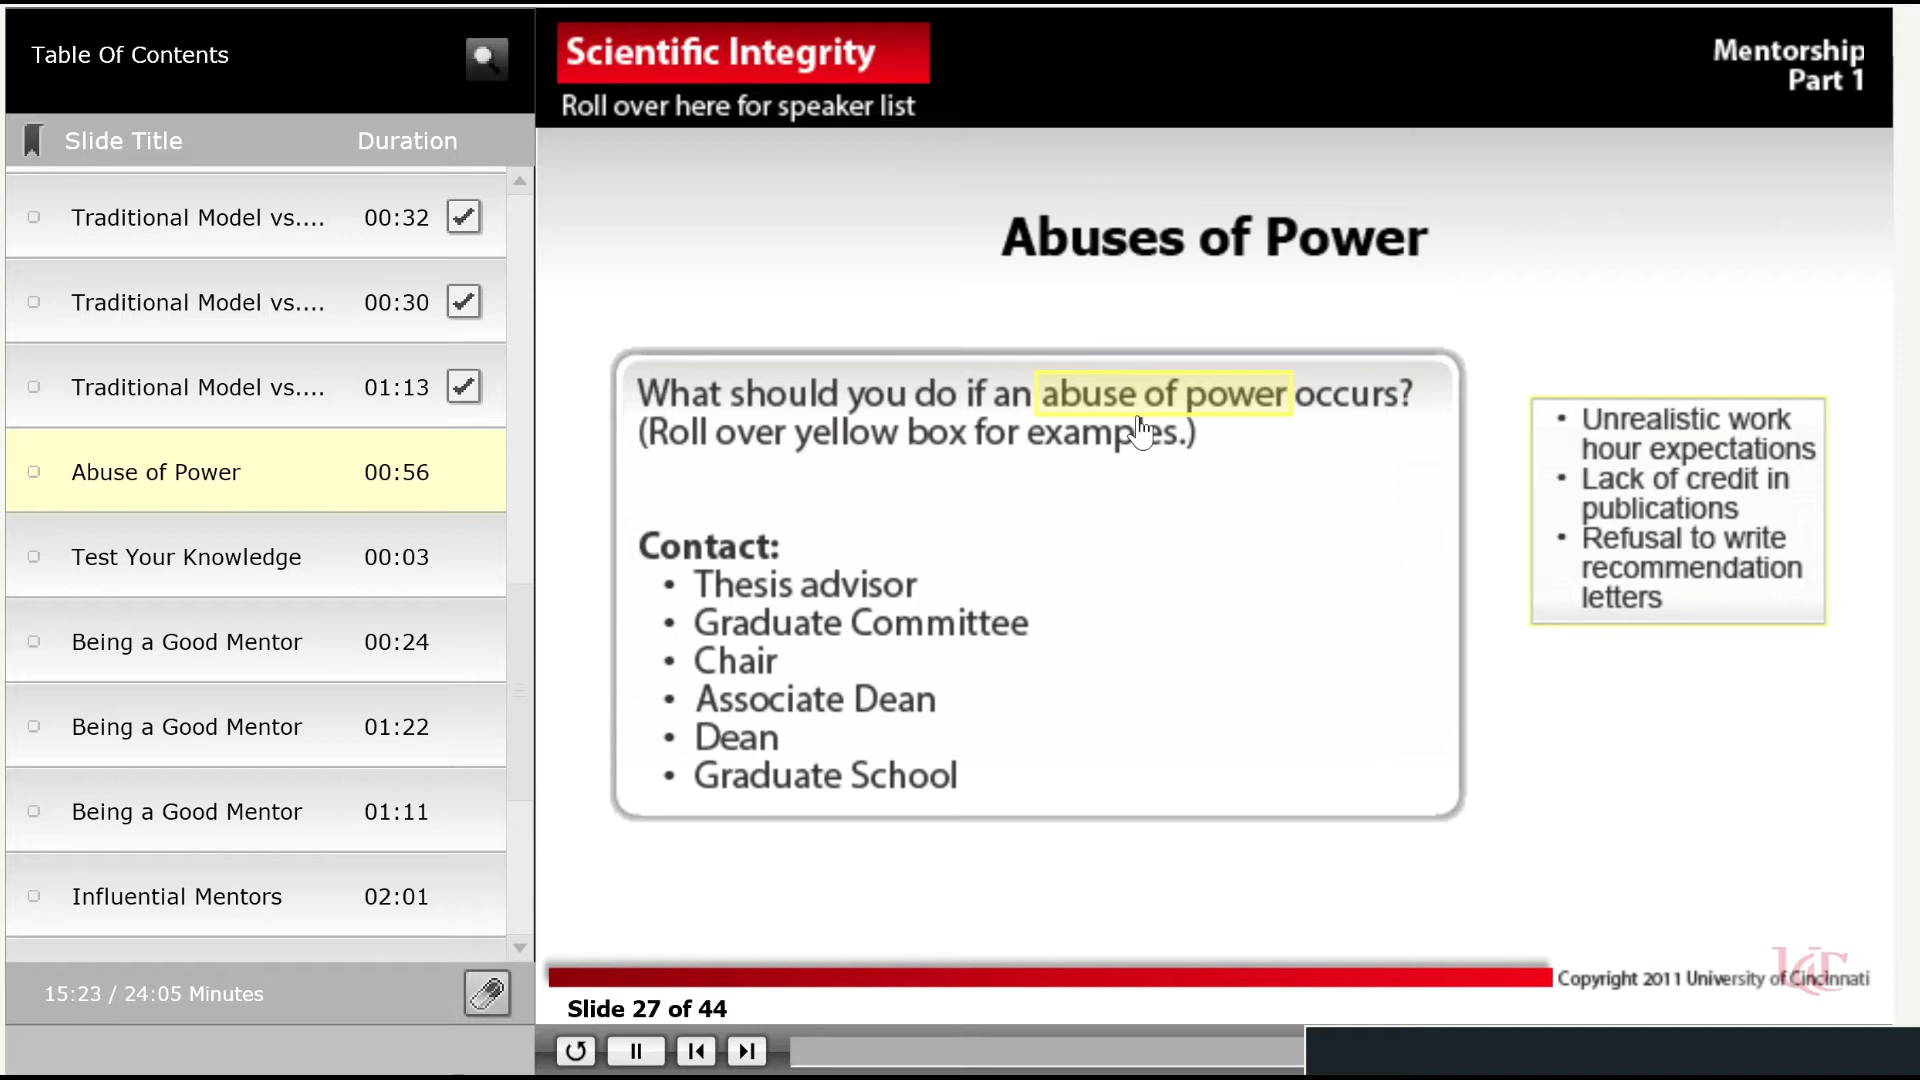 Table Of Contents
Slide Title Duration
Traditional Model vs.... 00:32
Traditional Model vs.... 00:30
Traditional Model vs.... 01:13
Abuse of Power 00:56
Test Your Knowledge 00:03
Being a Good Mentor 00:24
Being a Good Mentor 01:22
Being a Good Mentor 01:11
Influential Mentors 02:01
15:23 / 24:05 Minutes
Scientific Integrity
Roll over here for speaker list
Mentorship
Part 1
Abuses of Power
What should you do if an abuse of power occurs?
(Roll over yellow box for examples.)
Contact:
• Thesis advisor
• Graduate Committee
• Chair
• Associate Dean
• Dean
• Graduate School
• Unrealistic work
hour expectations
• Lack of credit in
publications
• Refusal to write
recommendation
letters
UC
Copyright 2011 University of Cincinnati
Slide 27 of 44